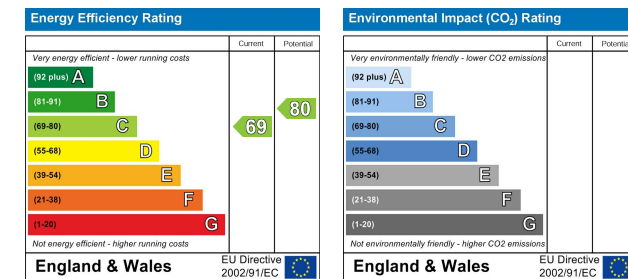 Energy Efficiency Rating
Current Potential
Very energy efficient - lower running costs
(92 plus) A
(81-91) B
(69-80) C
(55-68) D
(39-54) E
(21-38) F
(1-20) G
69
80
Not energy efficient - higher running costs
England & Wales
EU Directive
2002/91/EC
Environmental Impact (CO₂) Rating
Current Potential
Very environmentally friendly - lower CO2 emissions
(92 plus) A
(81-91) B
(69-80) C
(55-68) D
(39-54) E
(21-38) F
(1-20) G
Not environmentally friendly - higher CO2 emissions
England & Wales
EU Directive
2002/91/EC